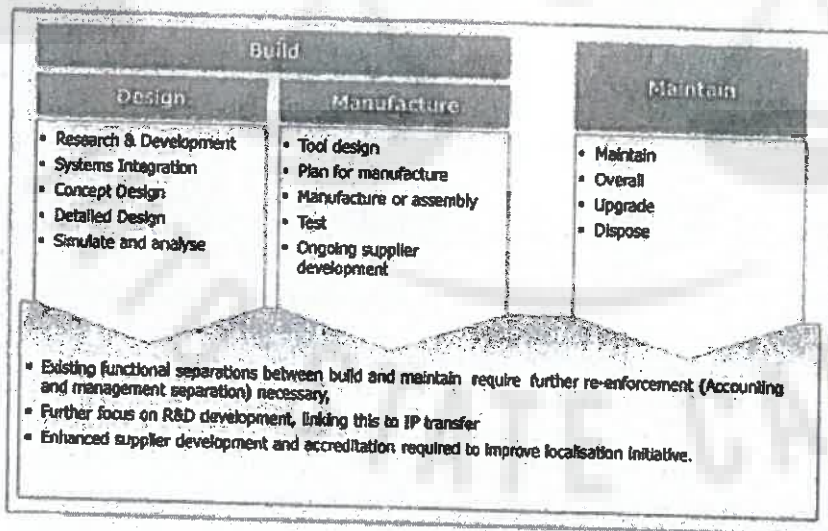 Build
Design
Manufacture
Maintain
• Research & Development
• Systems Integration
• Concept Design
• Detailed Design
• Simulate and analyse
• Tool design
• Plan for manufacture
• Manufacture or assembly
• Test
• Ongoing supplier
development
• Maintain
• Overall
• Upgrade
• Dispose
• Existing functional separations between build and maintain require further re-enforcement (Accounting
and management separation) necessary,
• Further focus on R&D development, linking this to IP transfer
• Enhanced supplier development and accreditation required to improve localisation initiative.